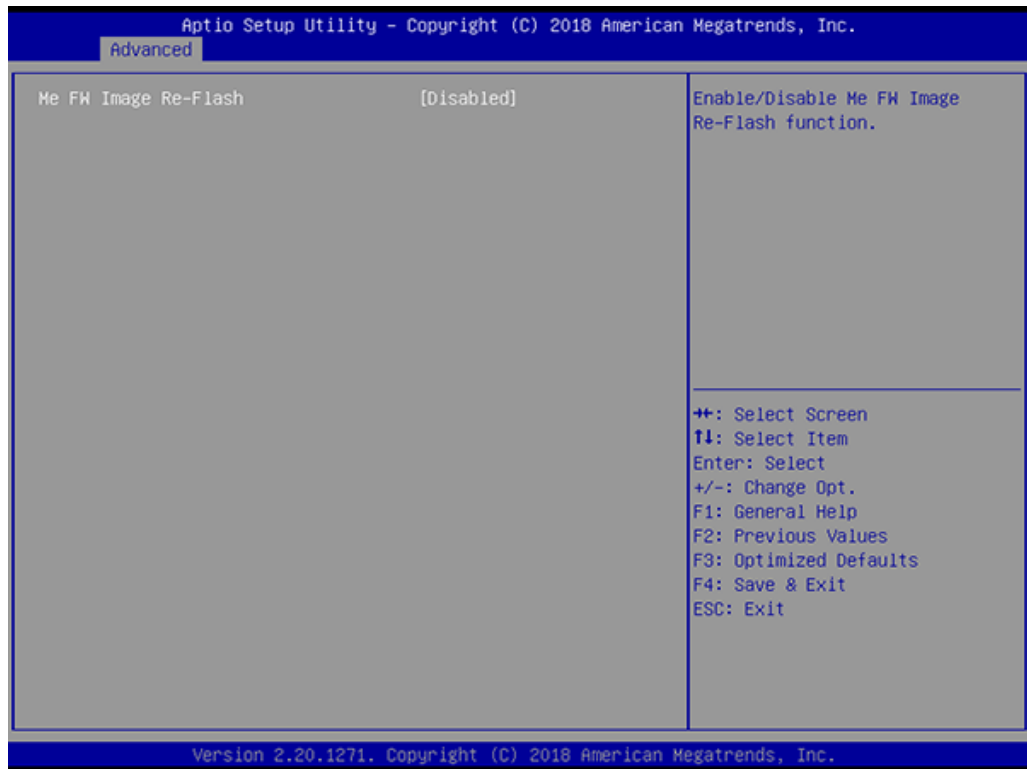 Aptio Setup Utility – Copyright (C) 2018 American Megatrends, Inc.
Advanced
Me FW Image Re-Flash [Disabled]
Enable/Disable Me FW Image
Re-Flash function.
→←: Select Screen
↑↓: Select Item
Enter: Select
+/-: Change Opt.
F1: General Help
F2: Previous Values
F3: Optimized Defaults
F4: Save & Exit
ESC: Exit
Version 2.20.1271. Copyright (C) 2018 American Megatrends, Inc.